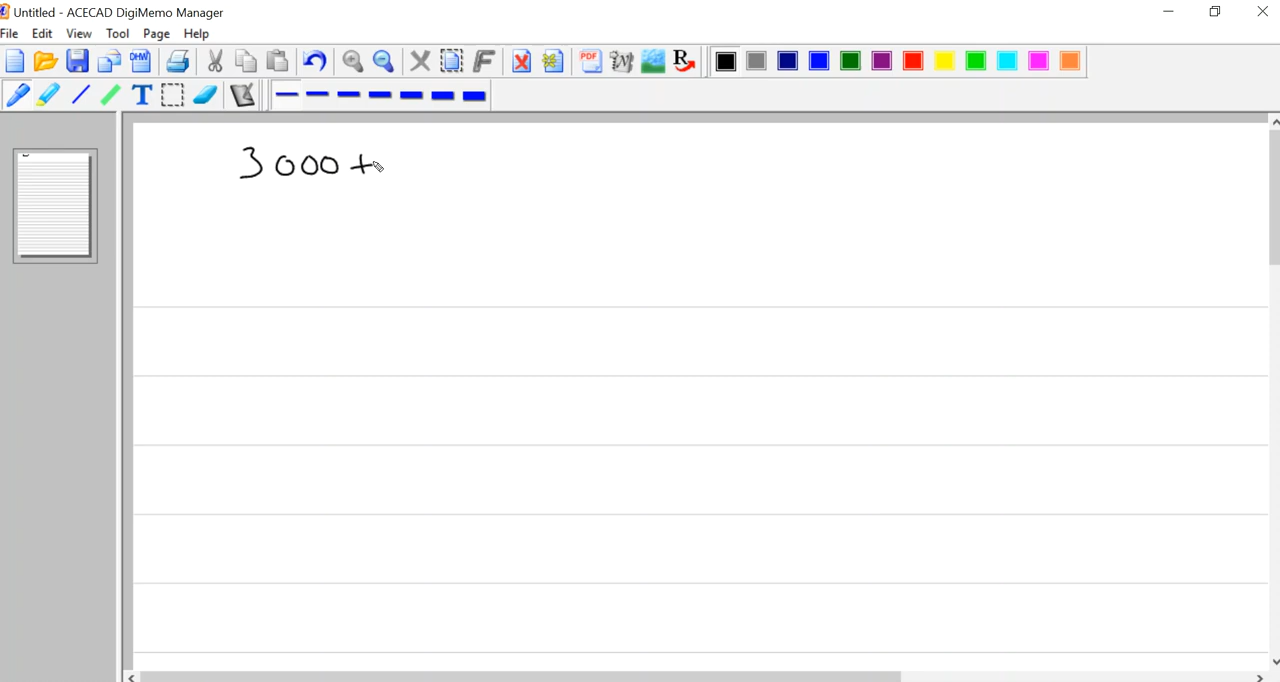 Untitled - ACECAD DigiMemo Manager
File Edit View Tool Page Help
3000 +